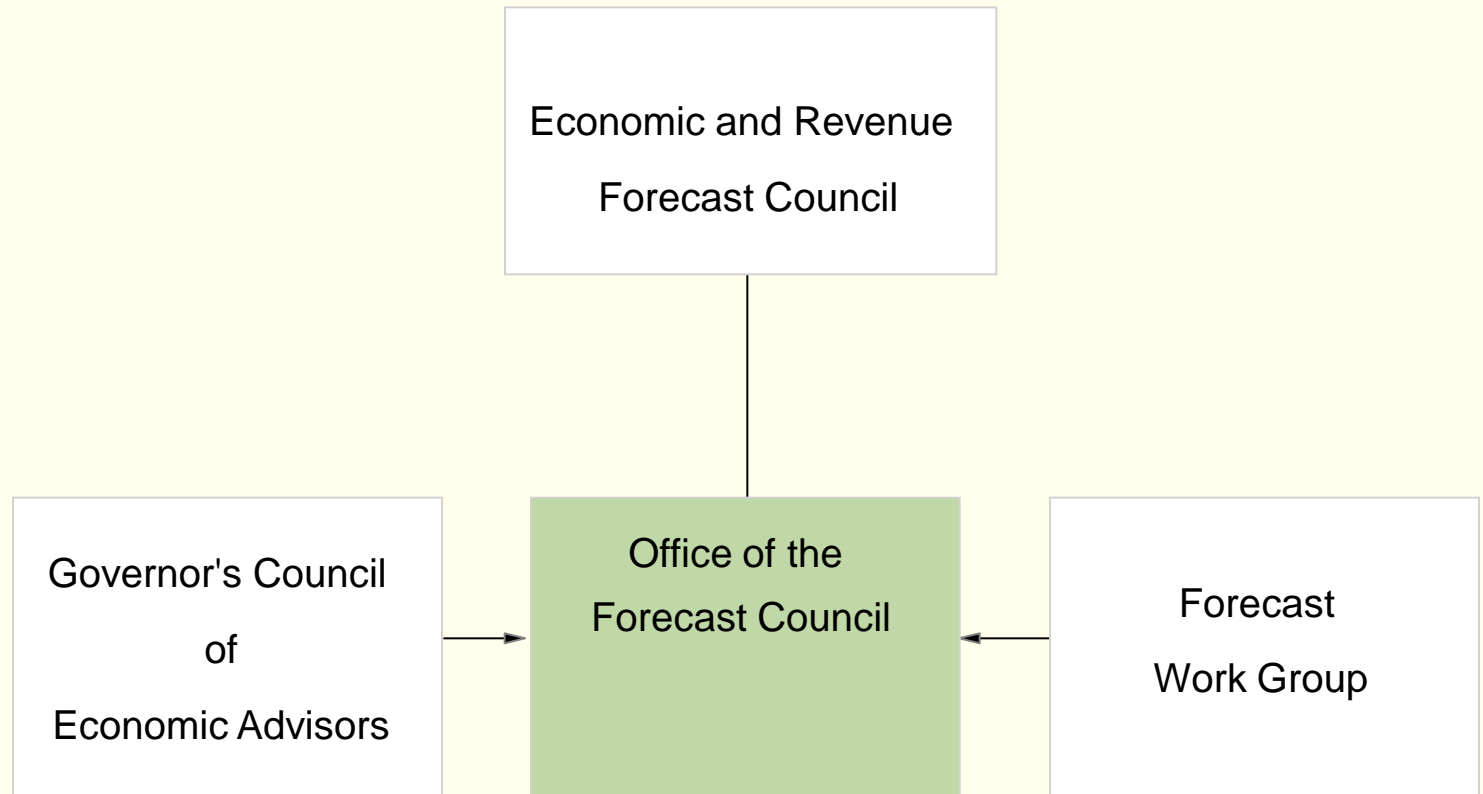 Economic and Revenue
Forecast Council
Governor's Council
of
Economic Advisors
Office of the
Forecast Council
Forecast
Work Group